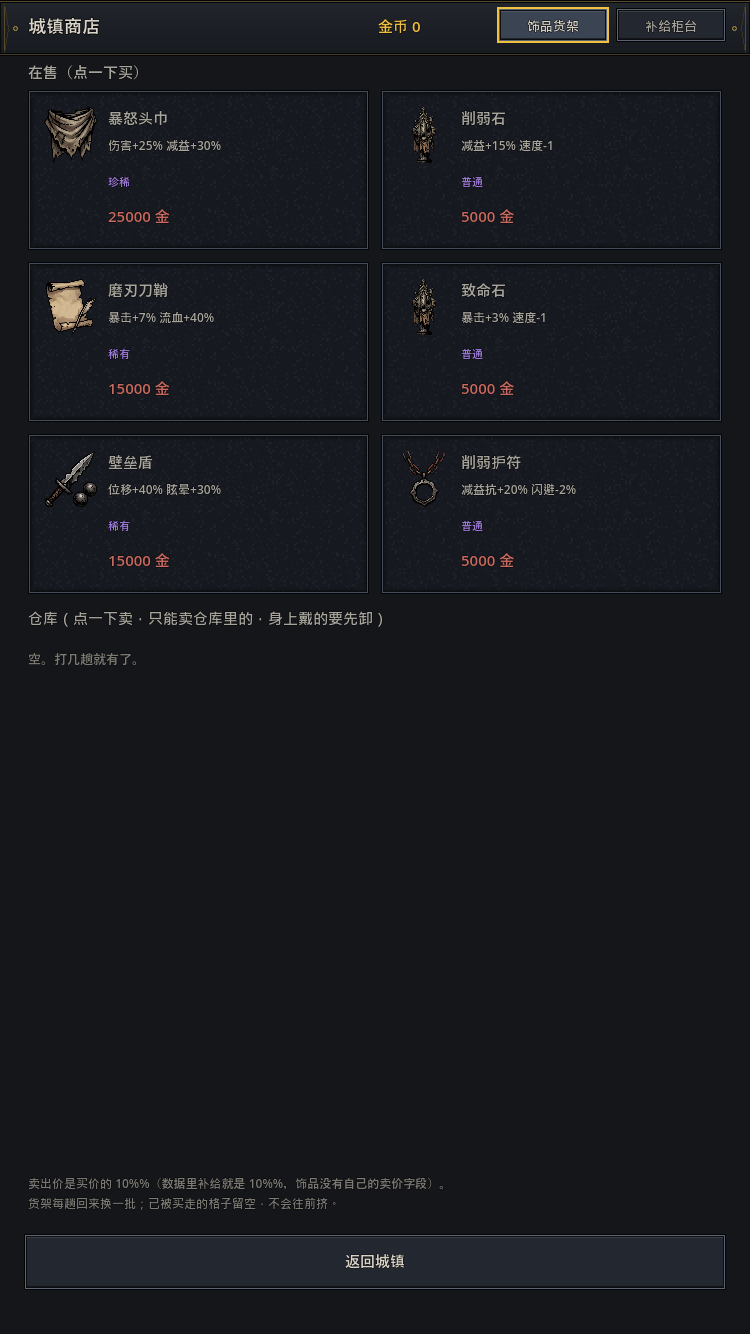 城镇商店
金币 0
饰品货架
补给柜台
在售（点一下买）
暴怒头巾
伤害+25% 减益+30%
珍稀
25000 金
削弱石
减益+15% 速度-1
普通
5000 金
磨刃刀鞘
暴击+7% 流血+40%
稀有
15000 金
致命石
暴击+3% 速度-1
普通
5000 金
壁垒盾
位移+40% 眩晕+30%
稀有
15000 金
削弱护符
减益抗+20% 闪避-2%
普通
5000 金
仓库（点一下卖 · 只能卖仓库里的 · 身上戴的要先卸）
空。打几趟就有了。
卖出价是买价的 10%%（数据里补给就是 10%%，饰品没有自己的卖价字段）。
货架每趟回来换一批；已被买走的格子留空 · 不会往前挤。
返回城镇